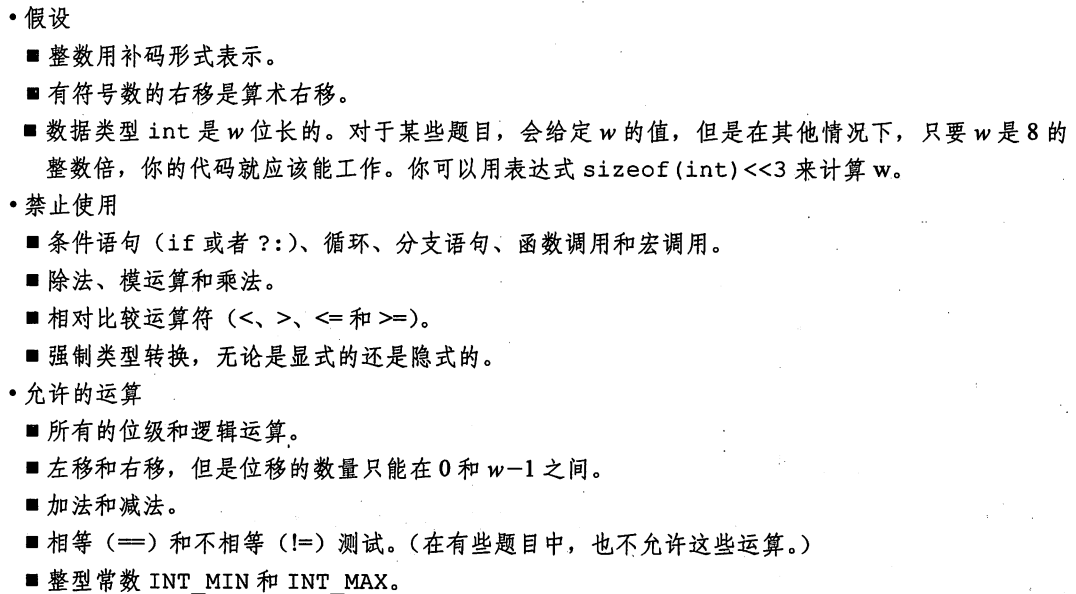 •假设
■ 整数用补码形式表示。
■ 有符号数的右移是算术右移。
■ 数据类型 int 是 w 位长的。对于某些题目，会给定 w 的值，但是在其他情况下，只要 w 是 8 的
整数倍，你的代码就应该能工作。你可以用表达式 sizeof(int)<<3 来计算 w。
•禁止使用
■ 条件语句（if 或者 ?:）、循环、分支语句、函数调用和宏调用。
■ 除法、模运算和乘法。
■ 相对比较运算符（<、>、<= 和 >=）。
■ 强制类型转换，无论是显式的还是隐式的。
•允许的运算
■ 所有的位级和逻辑运算。
■ 左移和右移，但是位移的数量只能在 0 和 w−1 之间。
■ 加法和减法。
■ 相等（==）和不相等（!=）测试。（在有些题目中，也不允许这些运算。）
■ 整型常数 INT_MIN 和 INT_MAX。